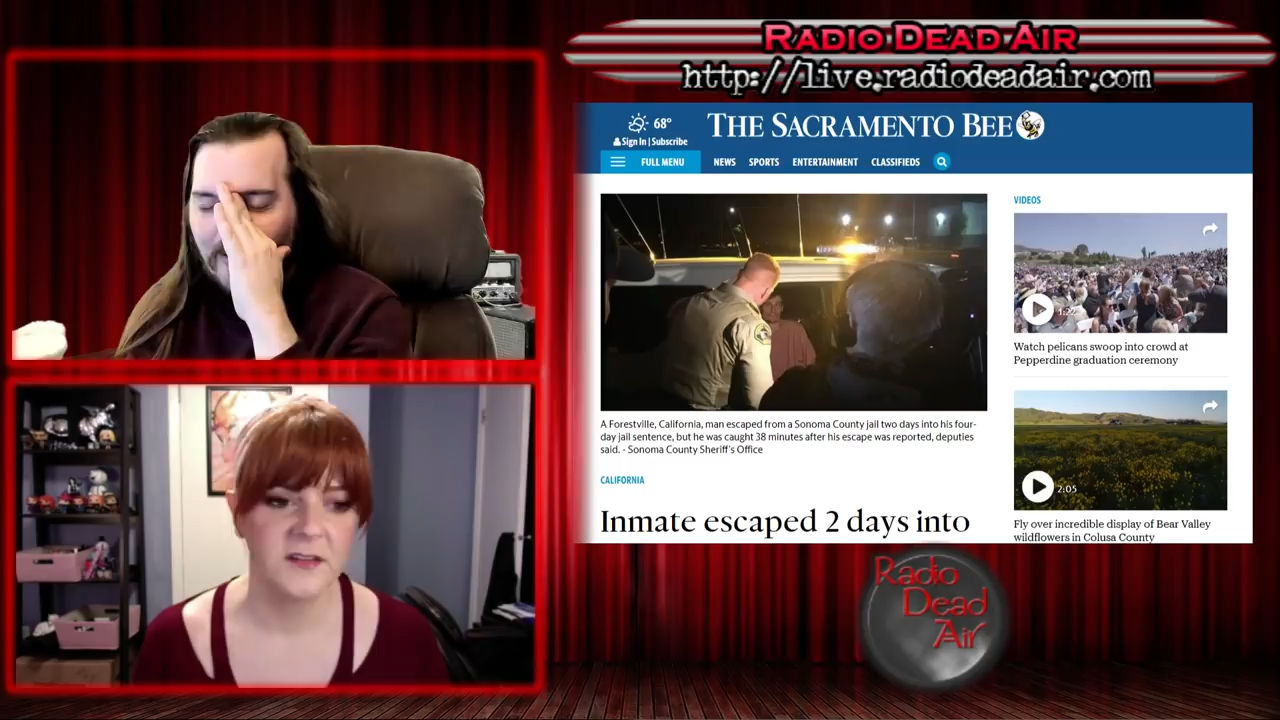 RADIO DEAD AIR
http://live.radiodeadair.com
68°
THE SACRAMENTO BEE
Sign In | Subscribe
FULL MENU NEWS SPORTS ENTERTAINMENT CLASSIFIEDS
VIDEOS
1:22
Watch pelicans swoop into crowd at
Pepperdine graduation ceremony
A Forestville, California, man escaped from a Sonoma County jail two days into his four-
day jail sentence, but he was caught 38 minutes after his escape was reported, deputies
said. - Sonoma County Sheriff's Office
CALIFORNIA
Inmate escaped 2 days into
2:05
Fly over incredible display of Bear Valley
wildflowers in Colusa County
Radio
Dead
Air